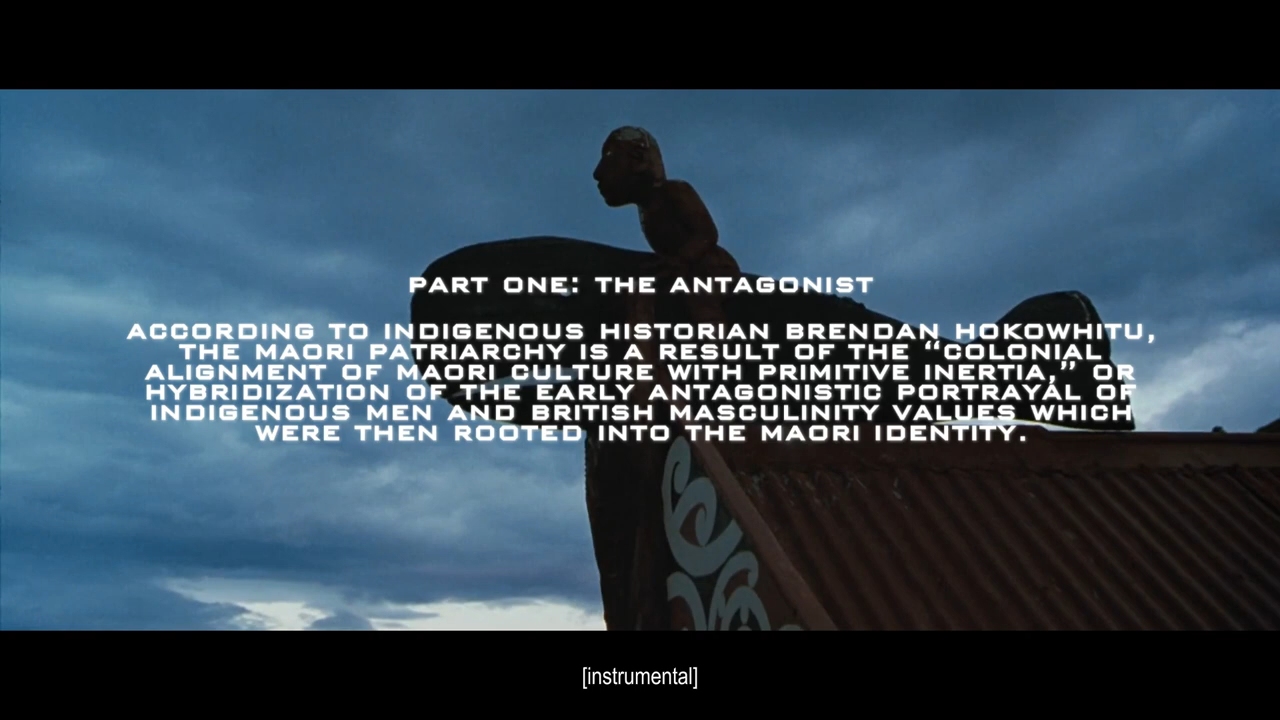 PART ONE: THE ANTAGONIST
ACCORDING TO INDIGENOUS HISTORIAN BRENDAN HOKOWHITU,
THE MAORI PATRIARCHY IS A RESULT OF THE “COLONIAL
ALIGNMENT OF MAORI CULTURE WITH PRIMITIVE INERTIA,” OR
HYBRIDIZATION OF THE EARLY ANTAGONISTIC PORTRAYAL OF
INDIGENOUS MEN AND BRITISH MASCULINITY VALUES WHICH
WERE THEN ROOTED INTO THE MAORI IDENTITY.
[instrumental]